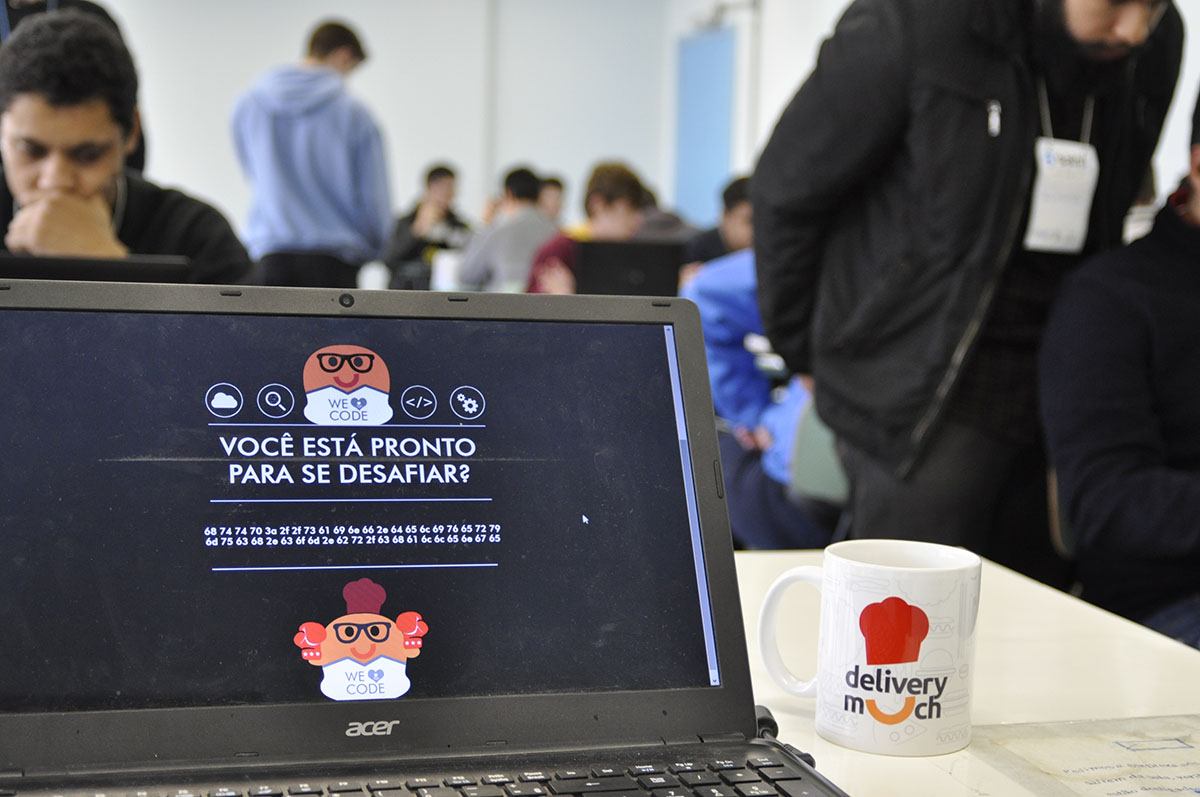 WE
CODE
</>
VOCÊ ESTÁ PRONTO
PARA SE DESAFIAR?
68 74 74 70 3a 2f 2f 73 61 69 6e 66 2e 64 65 6c 69 76 65 72 79
6d 75 63 68 2e 63 6f 6d 2e 62 72 2f 63 68 61 6c 6c 65 6e 67 65
WE
CODE
acer
delivery
much